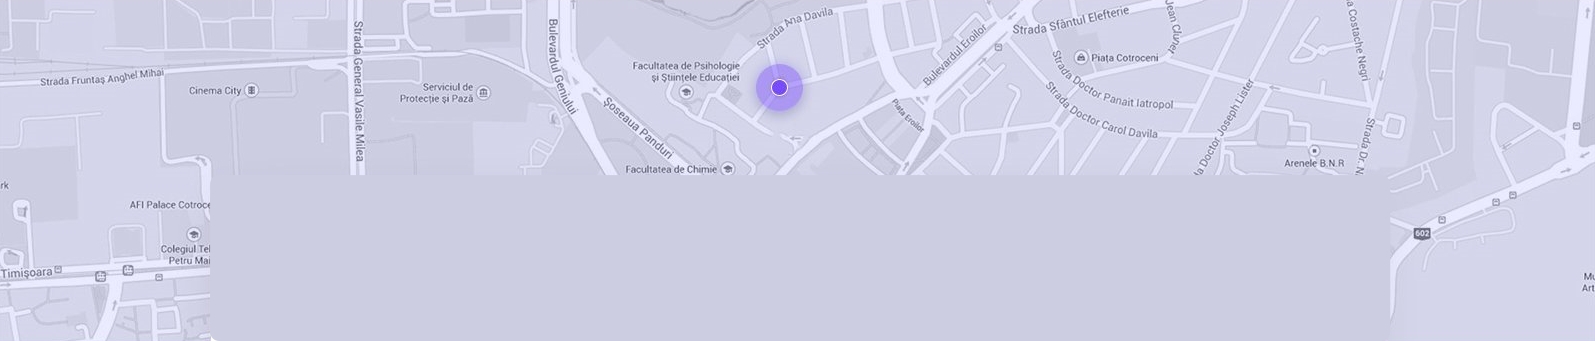 Strada Ana Davila
Strada Sfântul Elefterie
Jean Clunet
a Costache Negri
Strada General Vasile Milea
Bulevardul Geniului
Bulevardul Eroilor
Facultatea de Psihologie
și Științele Educației
Piața Cotroceni
Strada Fruntaș Anghel Mihai
Cinema City
Serviciul de
Protecție și Pază
Șoseaua Panduri
Piața Eroilor
Strada Doctor Panait Iatropol
Strada Doctor Carol Davila
da Doctor Joseph Lister
Strada Dr. N
Facultatea de Chimie
Arenele B.N.R
rk
AFI Palace Cotroce
602
Colegiul Te
Petru Mai
Timișoara
Mu
Art